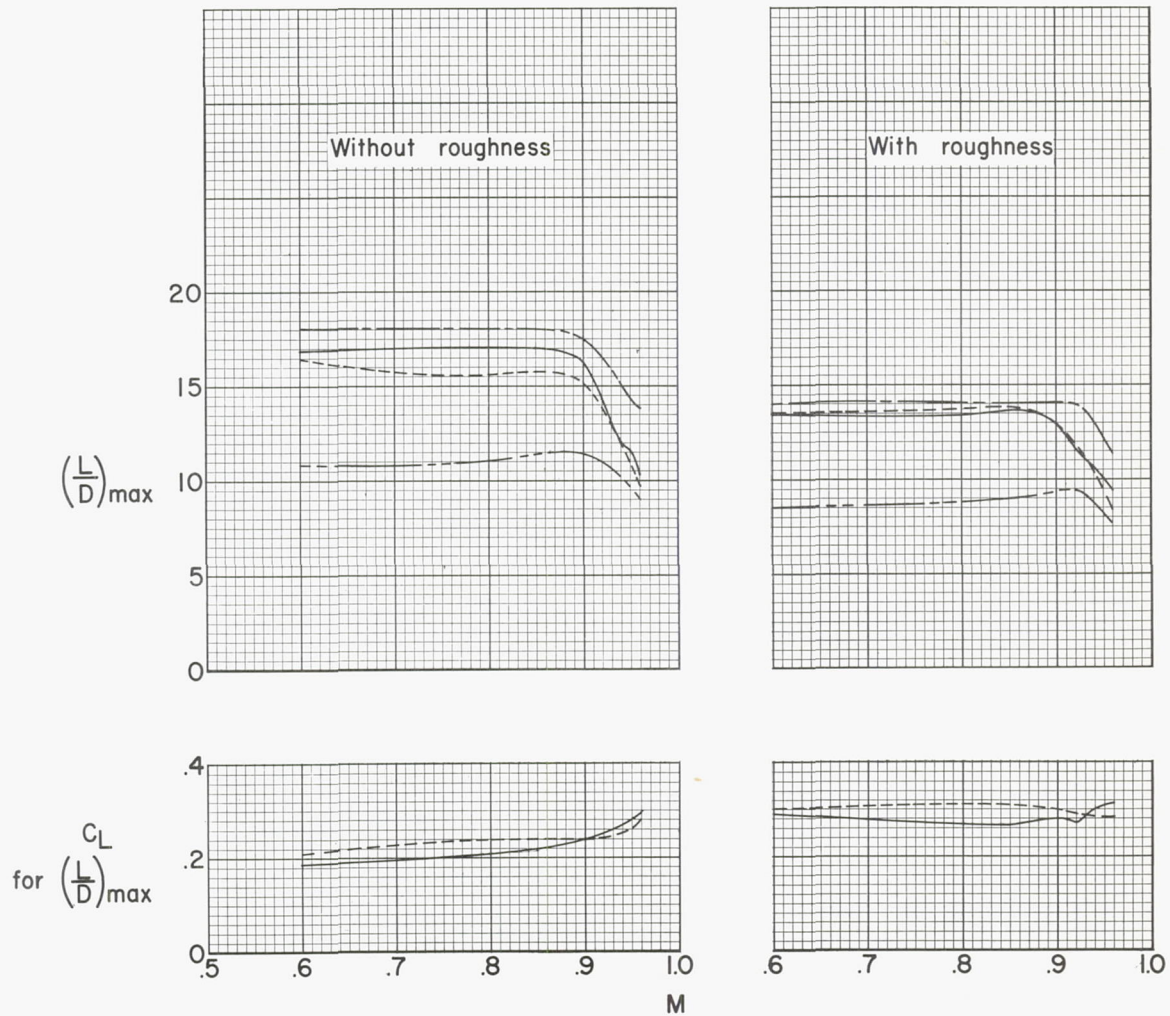 Without roughness
With roughness
20
15
10
5
0
(L/D)max
.4
.2
0
CL
for (L/D)max
.5 .6 .7 .8 .9 1.0
.6 .7 .8 .9 1.0
M